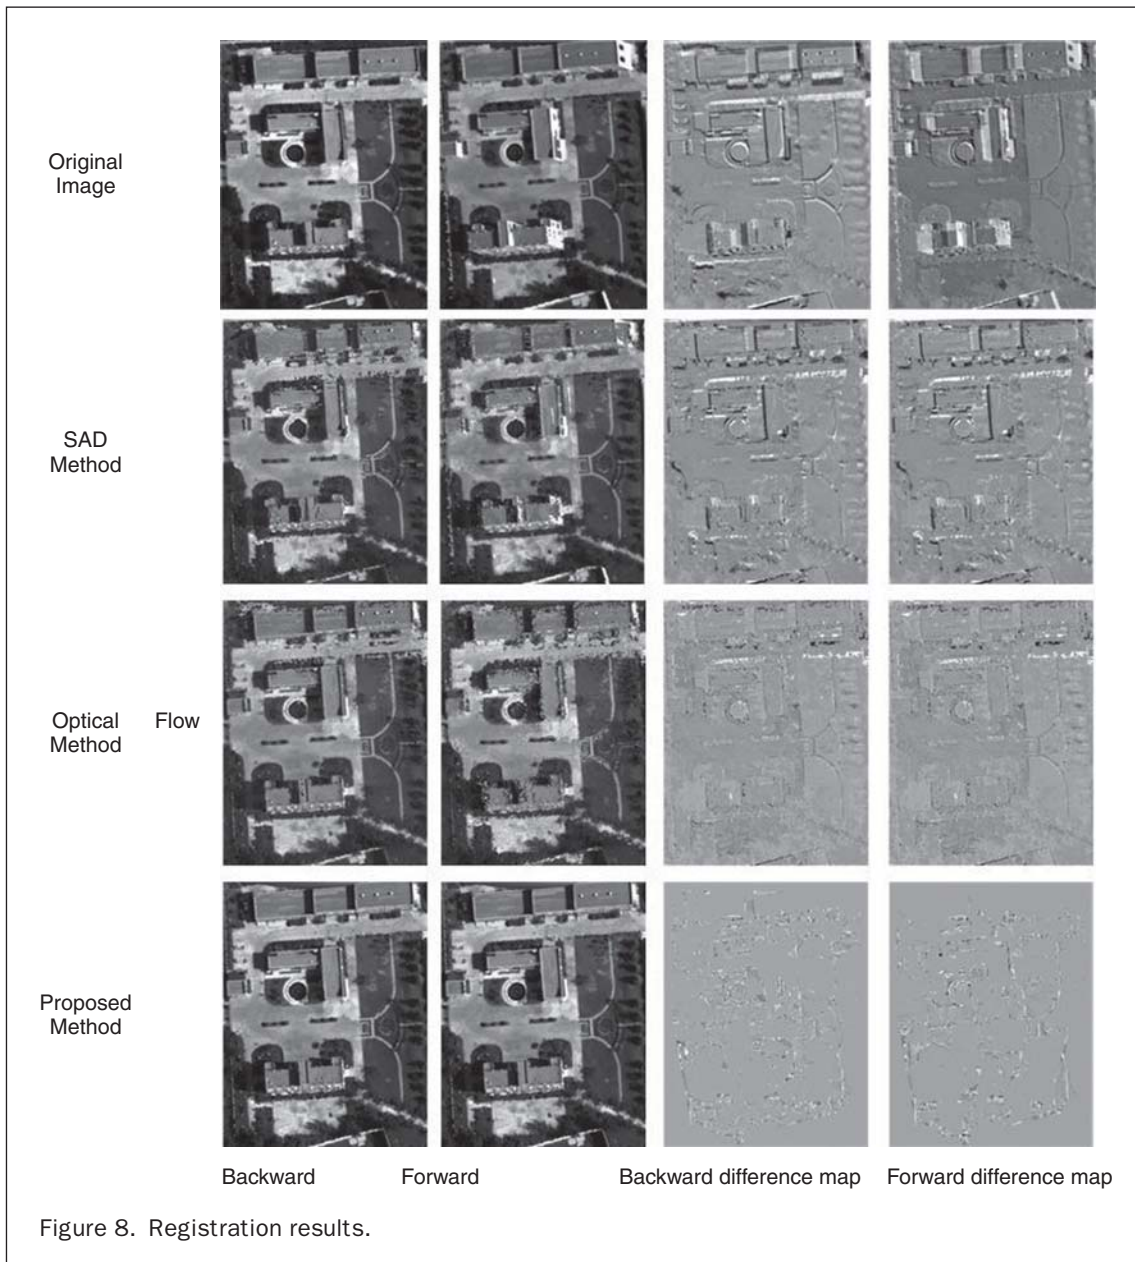 Original
Image
SAD
Method
Optical Flow
Method
Proposed
Method
Backward Forward Backward difference map Forward difference map
Figure 8. Registration results.